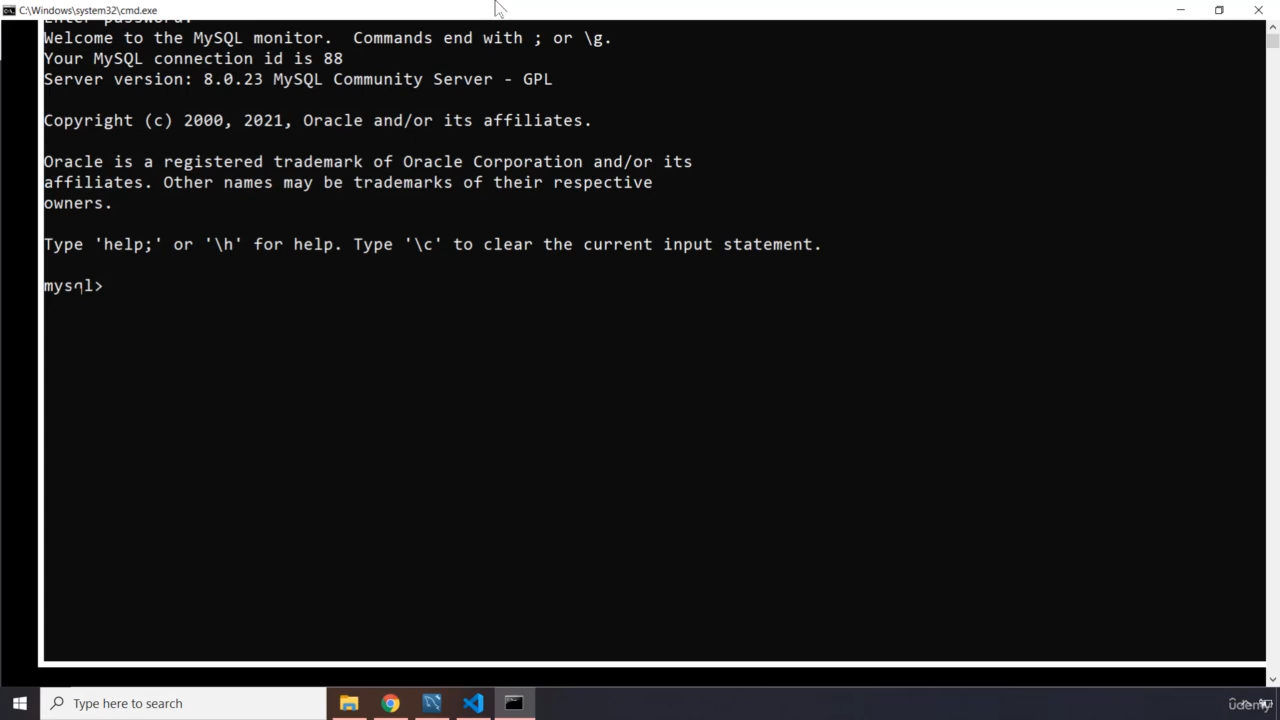 C:\Windows\system32\cmd.exe
Enter password:
Welcome to the MySQL monitor.  Commands end with ; or \g.
Your MySQL connection id is 88
Server version: 8.0.23 MySQL Community Server - GPL
Copyright (c) 2000, 2021, Oracle and/or its affiliates.
Oracle is a registered trademark of Oracle Corporation and/or its
affiliates. Other names may be trademarks of their respective
owners.
Type 'help;' or '\h' for help. Type '\c' to clear the current input statement.
mysql>
Type here to search
udemy